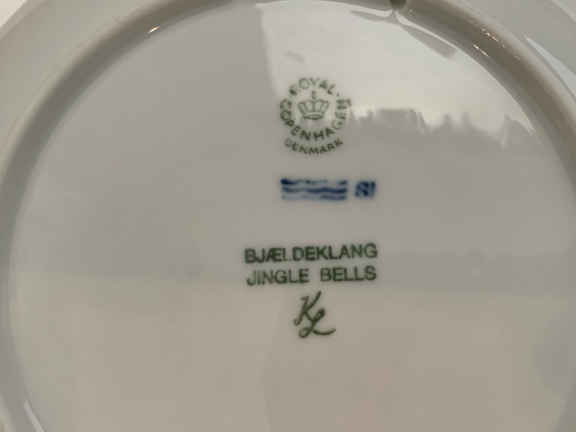 ROYAL COPENHAGEN
DENMARK
BJÆLDEKLANG
JINGLE BELLS
KL